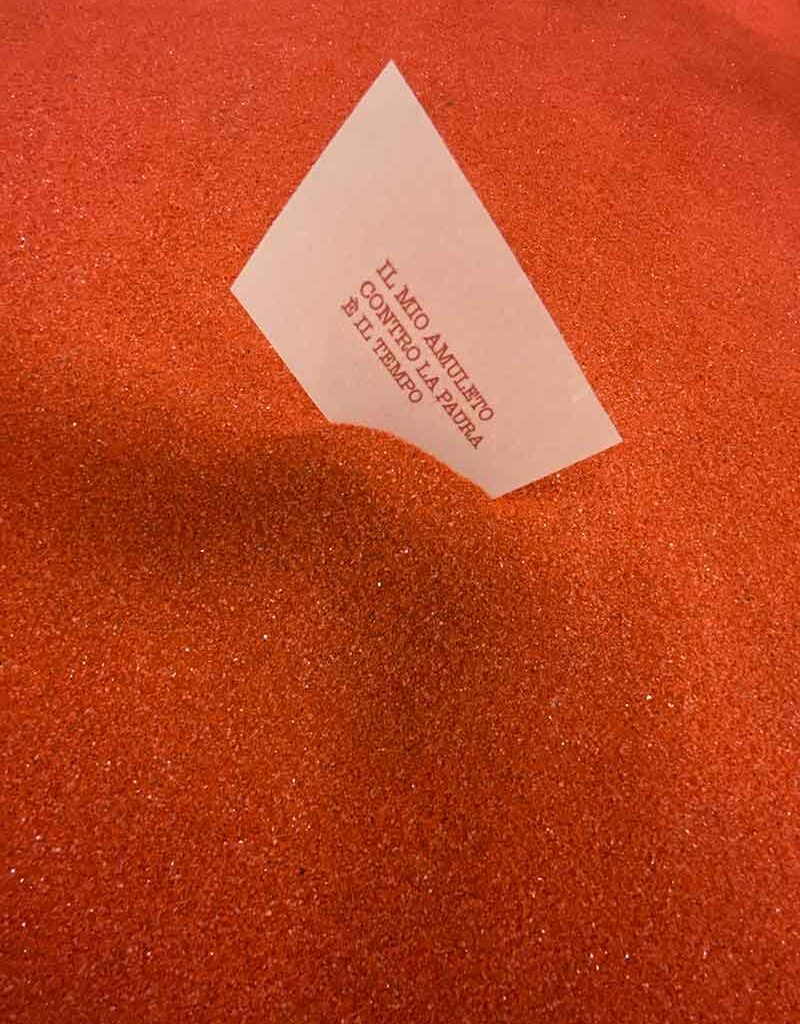 IL MIO AMULETO
CONTRO LA PAURA
È IL TEMPO